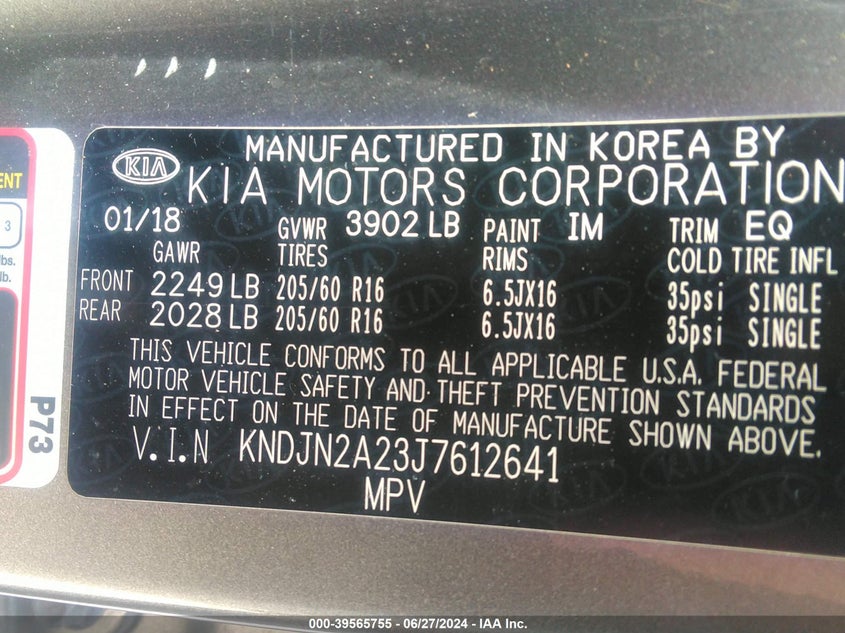 MANUFACTURED IN KOREA BY
KIA KIA MOTORS CORPORATION
01/18 GVWR 3902 LB PAINT IM TRIM EQ
GAWR TIRES RIMS COLD TIRE INFL
FRONT 2249 LB 205/60 R16 6.5JX16 35psi SINGLE
REAR 2028 LB 205/60 R16 6.5JX16 35psi SINGLE
THIS VEHICLE CONFORMS TO ALL APPLICABLE U.S.A. FEDERAL
MOTOR VEHICLE SAFETY AND THEFT PREVENTION STANDARDS
IN EFFECT ON THE DATE OF MANUFACTURE SHOWN ABOVE.
V.I.N KNDJN2A23J7612641
MPV
ENT
3
lbs.
lb.
P73
000-39565755 - 06/27/2024 - IAA Inc.